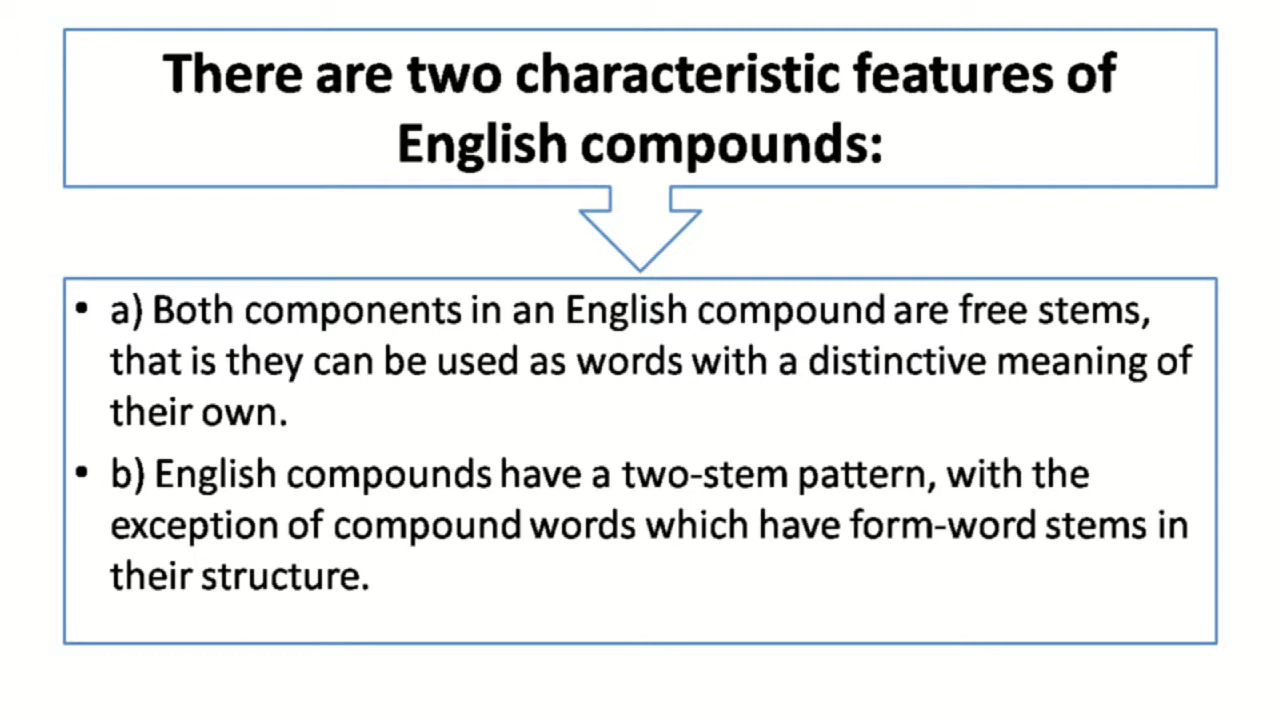 There are two characteristic features of
English compounds:
• a) Both components in an English compound are free stems,
that is they can be used as words with a distinctive meaning of
their own.
• b) English compounds have a two-stem pattern, with the
exception of compound words which have form-word stems in
their structure.